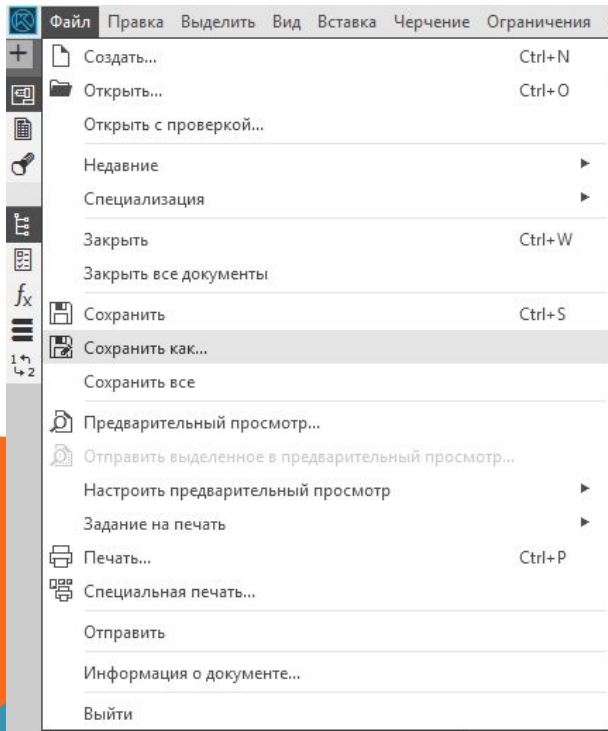 Файл Правка Выделить Вид Вставка Черчение Ограничения
Создать... Ctrl+N
Открыть... Ctrl+O
Открыть с проверкой...
Недавние
Специализация
Закрыть Ctrl+W
Закрыть все документы
Сохранить Ctrl+S
Сохранить как...
Сохранить все
Предварительный просмотр...
Отправить выделенное в предварительный просмотр...
Настроить предварительный просмотр
Задание на печать
Печать... Ctrl+P
Специальная печать...
Отправить
Информация о документе...
Выйти